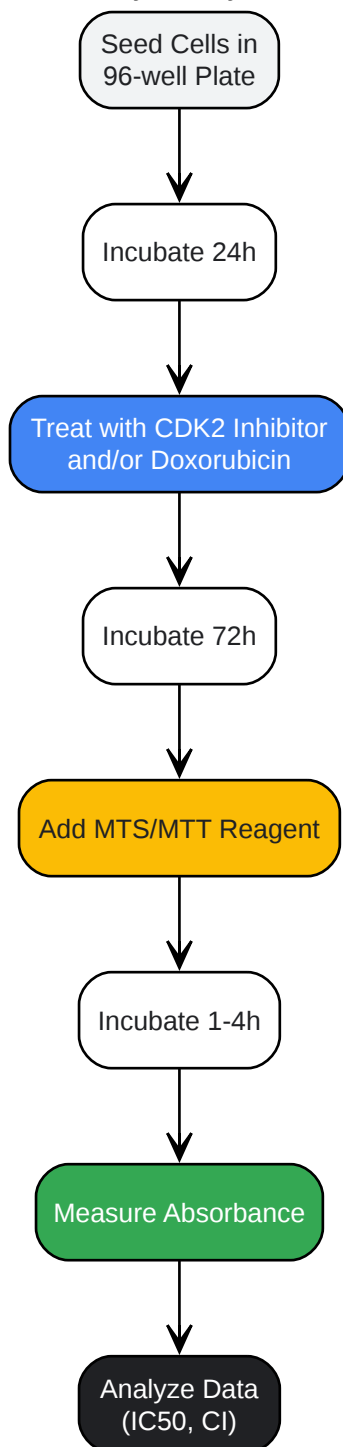 Seed Cells in
96-well Plate
Incubate 24h
Treat with CDK2 Inhibitor
and/or Doxorubicin
Incubate 72h
Add MTS/MTT Reagent
Incubate 1-4h
Measure Absorbance
Analyze Data
(IC50, CI)